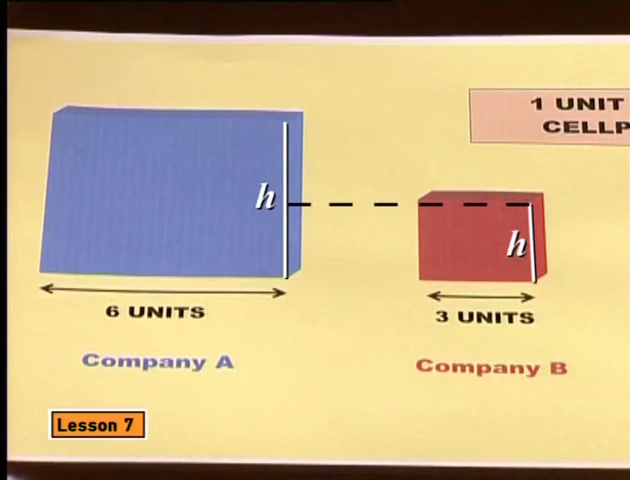 1 UNIT
CELLP
h
h
6 UNITS
3 UNITS
Company A
Company B
Lesson 7